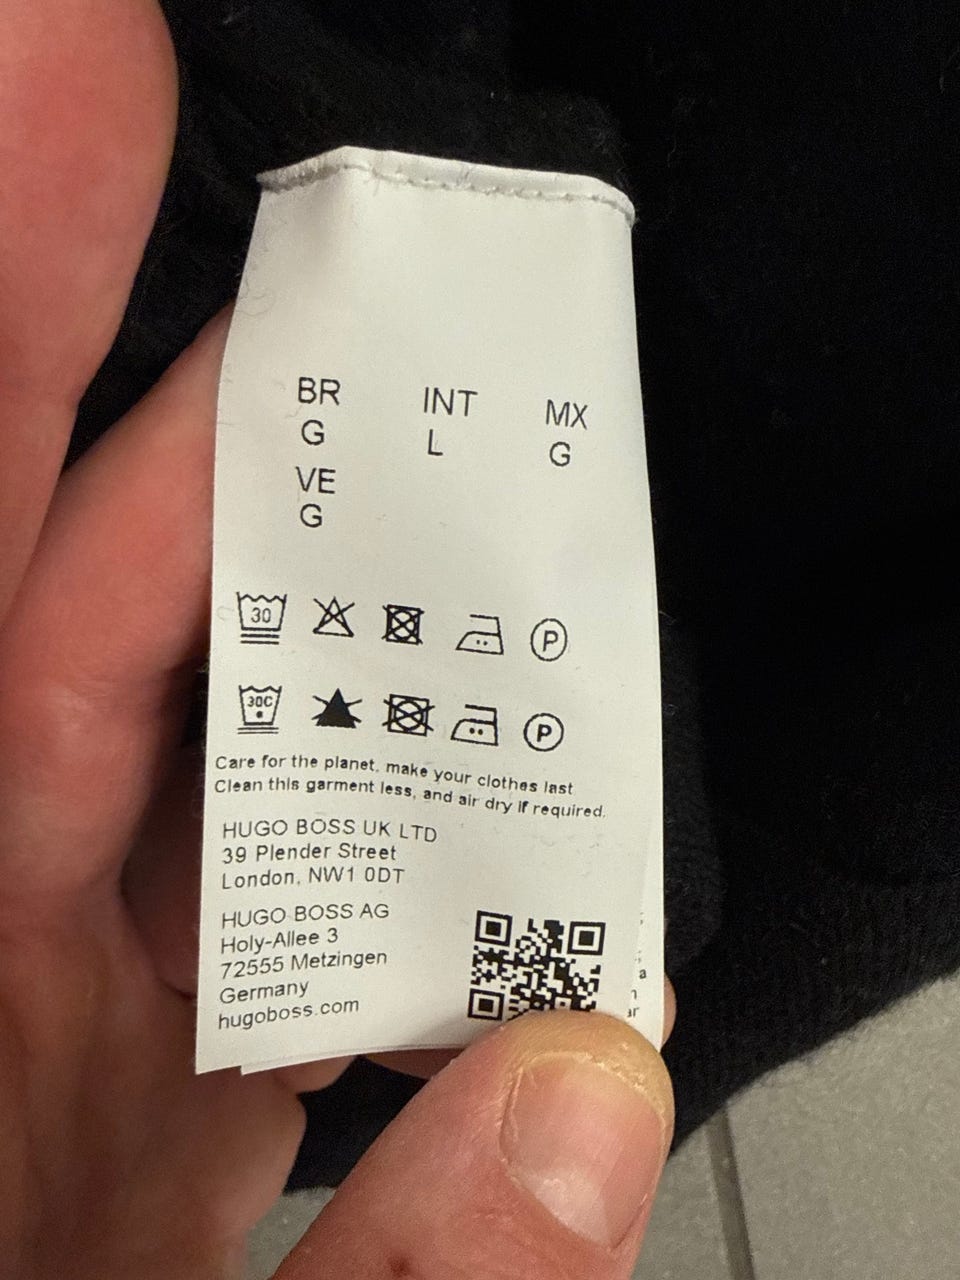 BR INT MX
G L G
VE
G
30
P
30C
P
Care for the planet, make your clothes last
Clean this garment less, and air dry if required.
HUGO BOSS UK LTD
39 Plender Street
London, NW1 0DT
HUGO BOSS AG
Holy-Allee 3
72555 Metzingen
Germany
hugoboss.com